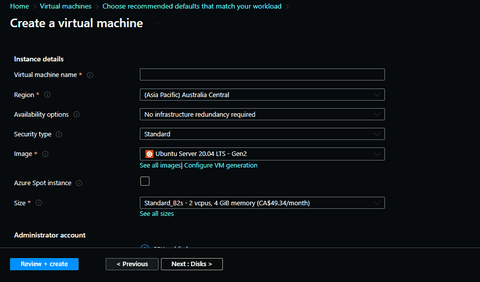 Home > Virtual machines > Choose recommended defaults that match your workload >
Create a virtual machine
Instance details
Virtual machine name *
Region * (Asia Pacific) Australia Central
Availability options No infrastructure redundancy required
Security type Standard
Image * Ubuntu Server 20.04 LTS - Gen2
See all images| Configure VM generation
Azure Spot instance
Size * Standard_B2s - 2 vcpus, 4 GiB memory (CA$49.34/month)
See all sizes
Administrator account
Review + create < Previous Next : Disks >